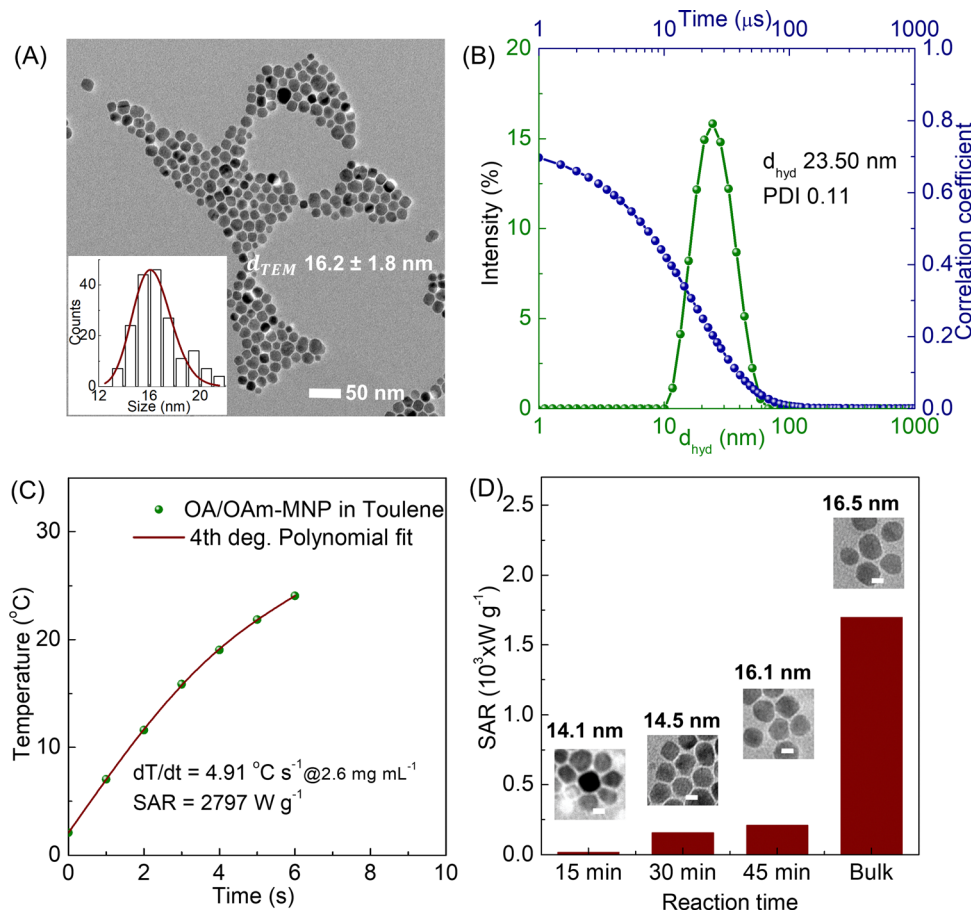 (A)
d_TEM 16.2 ± 1.8 nm
50 nm
Counts
40
20
0
12 16 20
Size (nm)
(B)
Time (μs)
1 10 100 1000
20
15
10
5
0
Intensity (%)
1.0
0.8
0.6
0.4
0.2
0.0
Correlation coefficient
d_hyd 23.50 nm
PDI 0.11
1 10 100 1000
d_hyd (nm)
(C)
OA/OAm-MNP in Toulene
4th deg. Polynomial fit
30
20
10
0
Temperature (°C)
dT/dt = 4.91 °C s⁻¹@2.6 mg mL⁻¹
SAR = 2797 W g⁻¹
0 2 4 6 8 10
Time (s)
(D)
2.5
2.0
1.5
1.0
0.5
0.0
SAR (10³xW g⁻¹)
16.5 nm
16.1 nm
14.1 nm
14.5 nm
15 min 30 min 45 min Bulk
Reaction time